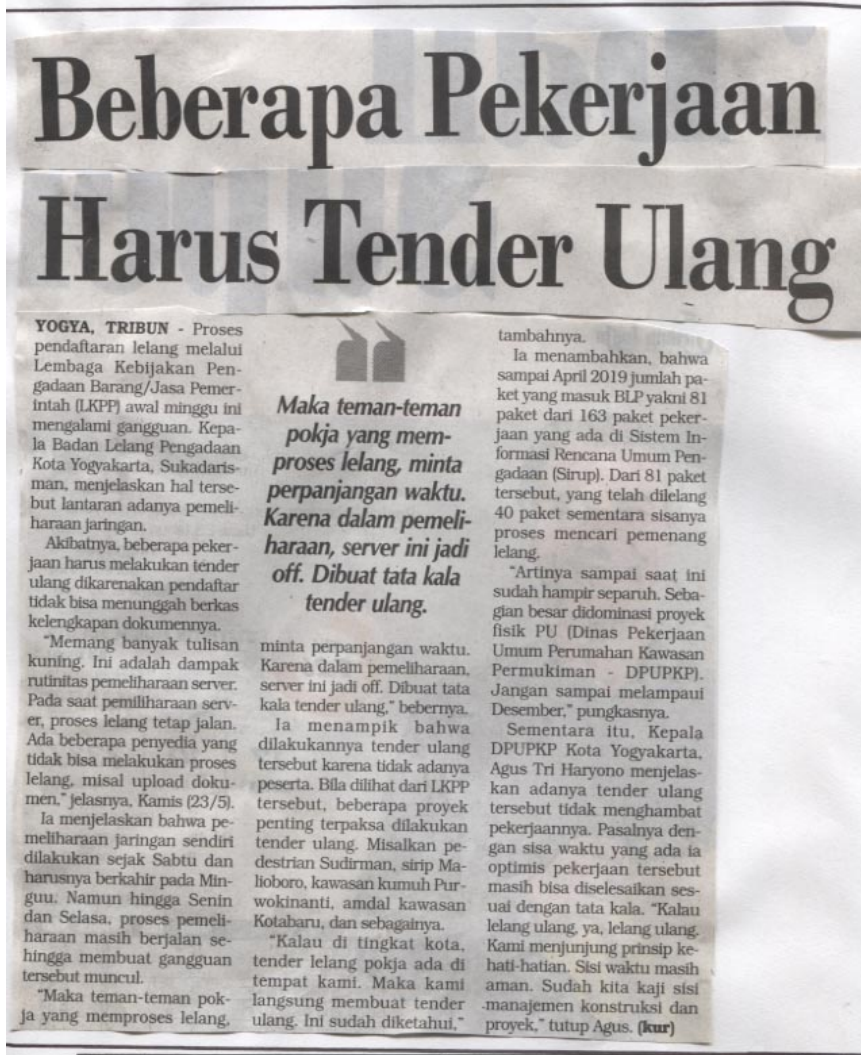 Beberapa Pekerjaan
Harus Tender Ulang
YOGYA, TRIBUN - Proses
pendaftaran lelang melalui
Lembaga Kebijakan Pen-
gadaan Barang/Jasa Pemer-
intah (LKPP) awal minggu ini
mengalami gangguan. Kepa-
la Badan Lelang Pengadaan
Kota Yogyakarta, Sukadaris-
man, menjelaskan hal terse-
but lantaran adanya pemeli-
haraan jaringan.
Akibatnya, beberapa peker-
jaan harus melakukan tender
ulang dikarenakan pendaftar
tidak bisa menunggah berkas
kelengkapan dokumennya.
"Memang banyak tulisan
kuning. Ini adalah dampak
rutinitas pemeliharaan server.
Pada saat pemiliharaan serv-
er, proses lelang tetap jalan.
Ada beberapa penyedia yang
tidak bisa melakukan proses
lelang, misal upload doku-
men," jelasnya, Kamis (23/5).
Ia menjelaskan bahwa pe-
meliharaan jaringan sendiri
dilakukan sejak Sabtu dan
harusnya berkahir pada Min-
guu. Namun hingga Senin
dan Selasa, proses pemeli-
haraan masih berjalan se-
hingga membuat gangguan
tersebut muncul.
"Maka teman-teman pok-
ja yang memproses lelang,
"
Maka teman-teman
pokja yang mem-
proses lelang, minta
perpanjangan waktu.
Karena dalam pemeli-
haraan, server ini jadi
off. Dibuat tata kala
tender ulang.
minta perpanjangan waktu.
Karena dalam pemeliharaan,
server ini jadi off. Dibuat tata
kala tender ulang," bebernya.
Ia menampik bahwa
dilakukannya tender ulang
tersebut karena tidak adanya
peserta. Bila dilihat dari LKPP
tersebut, beberapa proyek
penting terpaksa dilakukan
tender ulang. Misalkan pe-
destrian Sudirman, sirip Ma-
lioboro, kawasan kumuh Pur-
wokinanti, amdal kawasan
Kotabaru, dan sebagainya.
"Kalau di tingkat kota,
tender lelang pokja ada di
tempat kami. Maka kami
langsung membuat tender
ulang. Ini sudah diketahui,"
tambahnya.
Ia menambahkan, bahwa
sampai April 2019 jumlah pa-
ket yang masuk BLP yakni 81
paket dari 163 paket peker-
jaan yang ada di Sistem In-
formasi Rencana Umum Pen-
gadaan (Sirup). Dari 81 paket
tersebut, yang telah dilelang
40 paket sementara sisanya
proses mencari pemenang
lelang.
"Artinya sampai saat ini
sudah hampir separuh. Seba-
gian besar didominasi proyek
fisik PU (Dinas Pekerjaan
Umum Perumahan Kawasan
Permukiman - DPUPKP).
Jangan sampai melampaui
Desember," pungkasnya.
Sementara itu, Kepala
DPUPKP Kota Yogyakarta,
Agus Tri Haryono menjelas-
kan adanya tender ulang
tersebut tidak menghambat
pekerjaannya. Pasalnya den-
gan sisa waktu yang ada ia
optimis pekerjaan tersebut
masih bisa diselesaikan ses-
uai dengan tata kala. "Kalau
lelang ulang, ya, lelang ulang.
Kami menjunjung prinsip ke-
hati-hatian. Sisi waktu masih
aman. Sudah kita kaji sisi
manajemen konstruksi dan
proyek," tutup Agus. (kur)